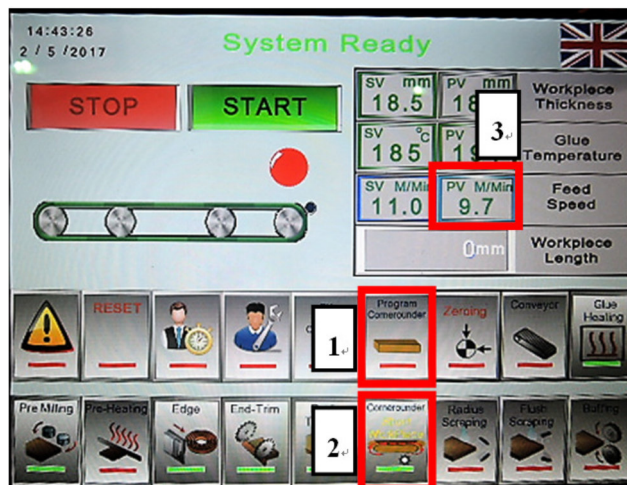 14:43:26
2 / 5 /2017
System Ready
STOP
START
SV mm
18.5
PV mm
Workpiece
Thickness
SV °C
185
PV
Glue
Temperature
3
SV M/Min
11.0
PV M/Min
9.7
Feed
Speed
0mm
Workpiece
Length
RESET
1
Program
Cornerounder
Zeroing
Conveyor
Glue
Heating
Pre Milling
Pre-Heating
Edge
End-Trim
2
Cornerounder
Radius
Scraping
Flush
Scraping
Buffing